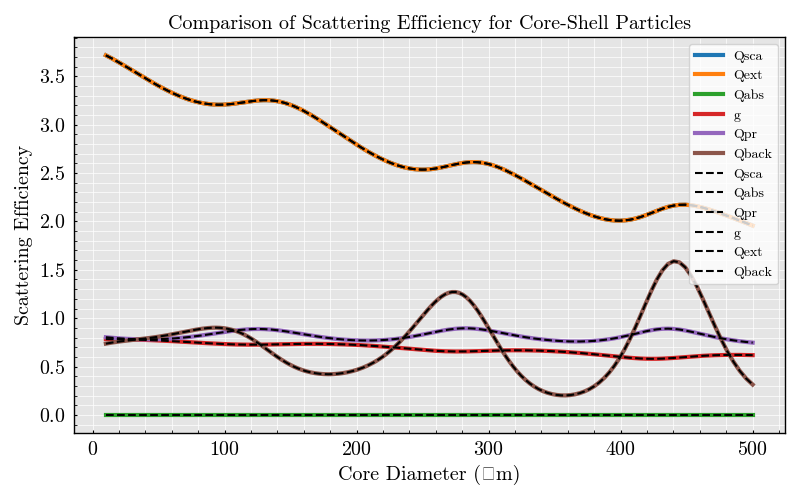 Comparison of Scattering Efficiency for Core-Shell Particles
Scattering Efficiency
3.5
3.0
2.5
2.0
1.5
1.0
0.5
0.0
0 100 200 300 400 500
Core Diameter (□m)
Qsca
Qext
Qabs
g
Qpr
Qback
Qsca
Qabs
Qpr
g
Qext
Qback